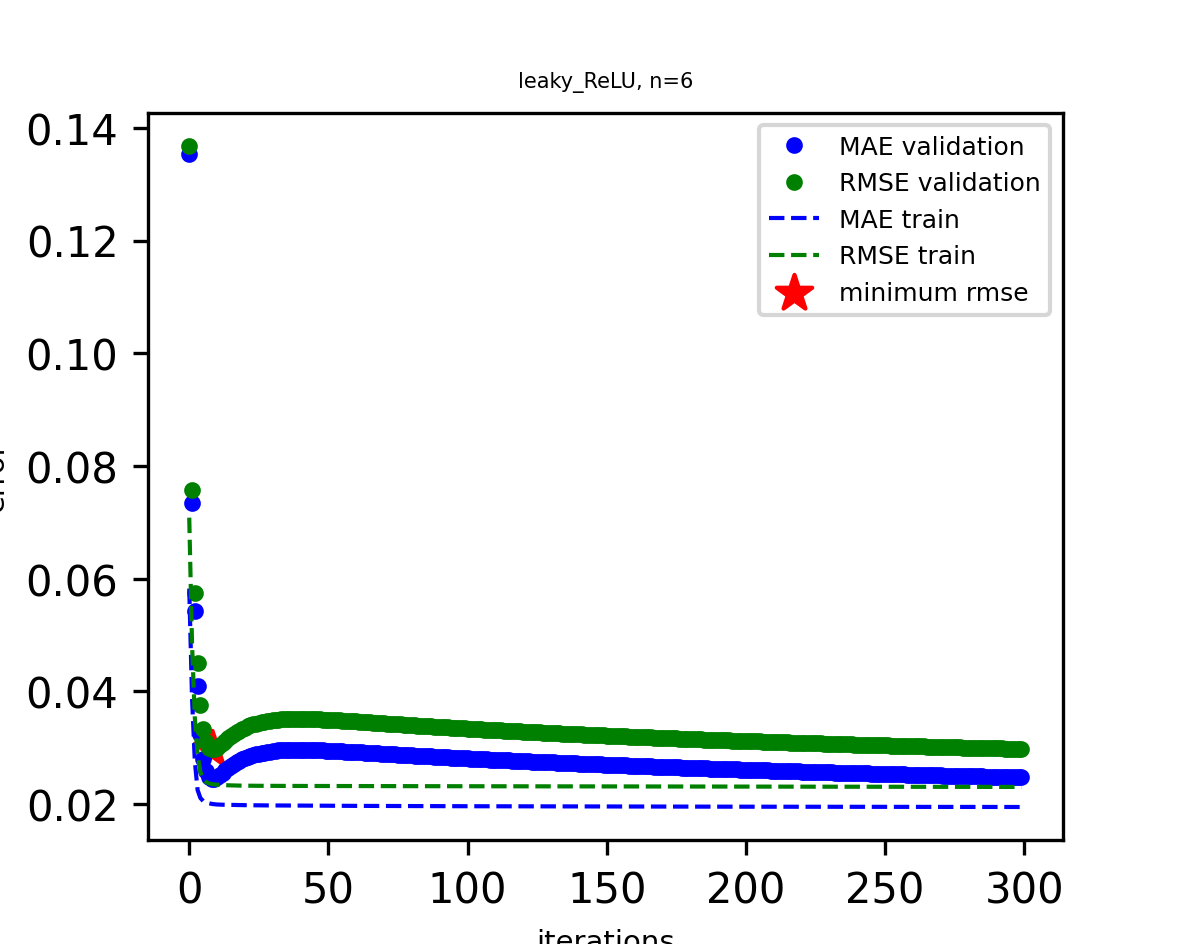 leaky_ReLU, n=6
0.14
0.12
0.10
0.08
0.06
0.04
0.02
MAE validation
RMSE validation
MAE train
RMSE train
minimum rmse
0 50 100 150 200 250 300
iterations